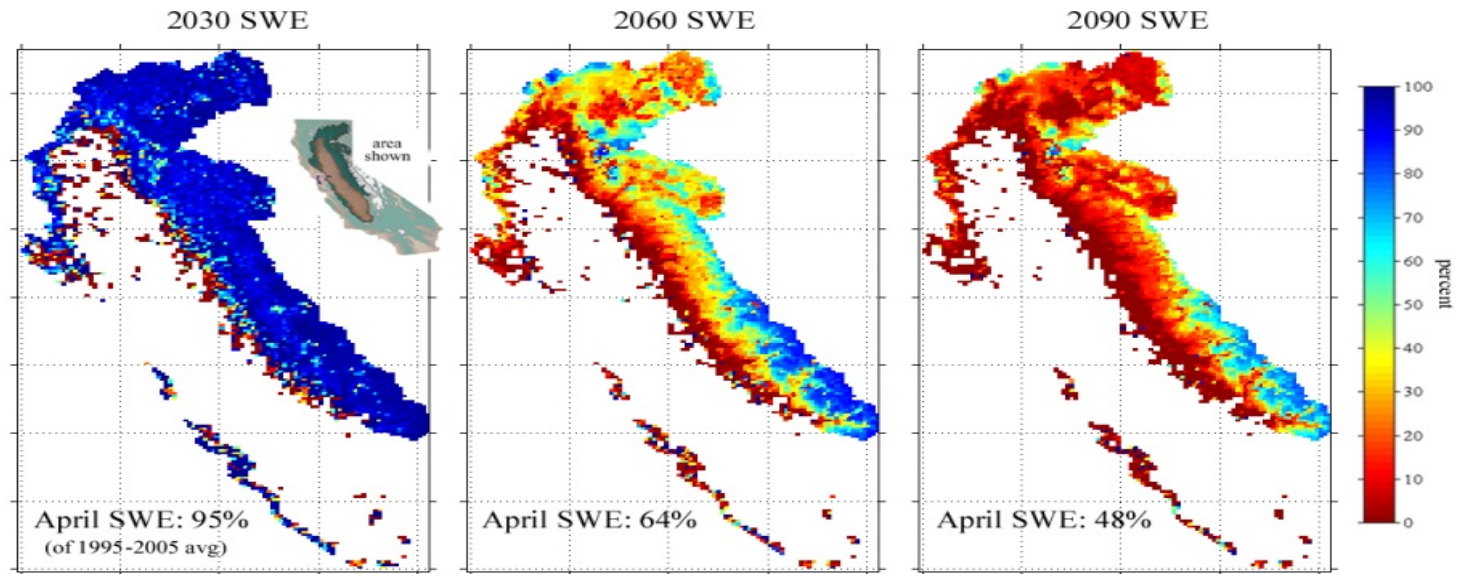 2030 SWE
2060 SWE
2090 SWE
area
shown
April SWE: 95%
(of 1995-2005 avg)
April SWE: 64%
April SWE: 48%
100
90
80
70
60
50
40
30
20
10
0
percent